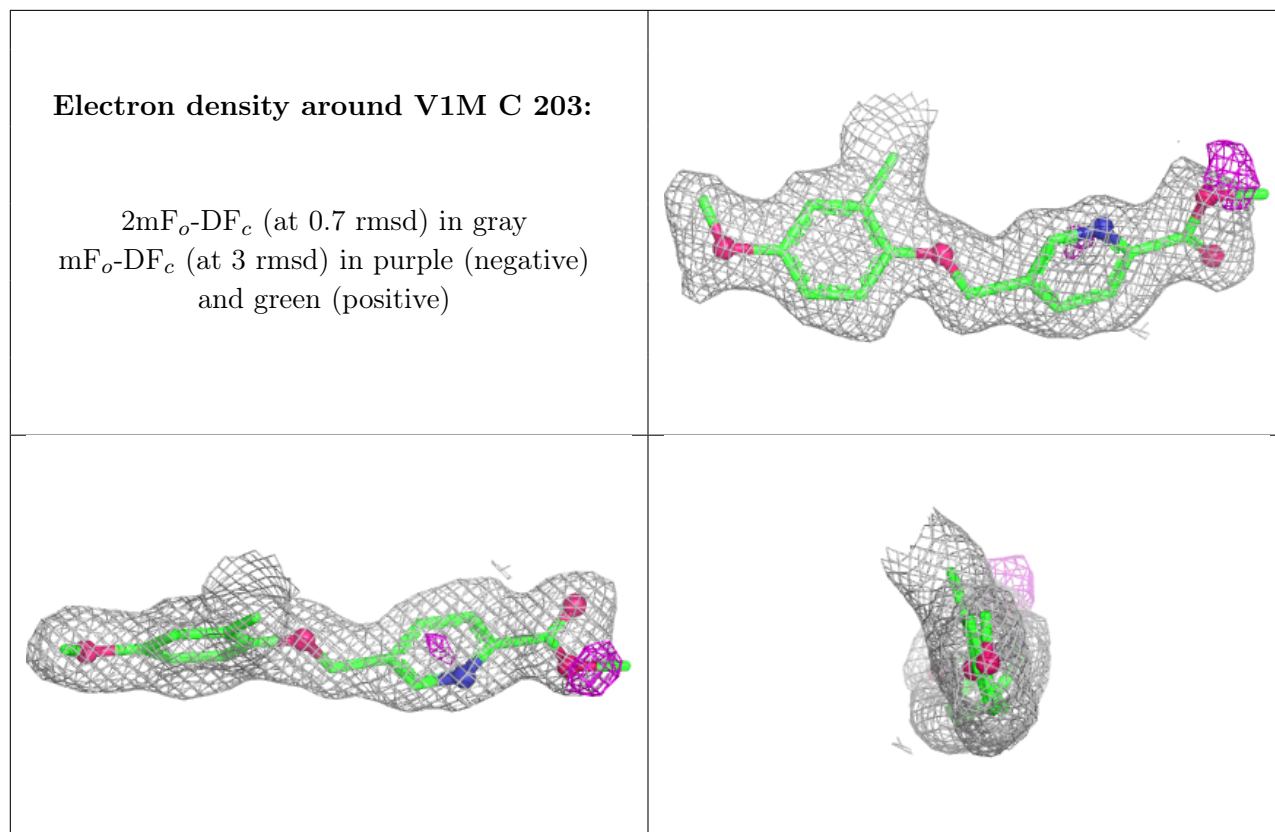 Electron density around V1M C 203:
2mFo-DFc (at 0.7 rmsd) in gray
mFo-DFc (at 3 rmsd) in purple (negative)
and green (positive)